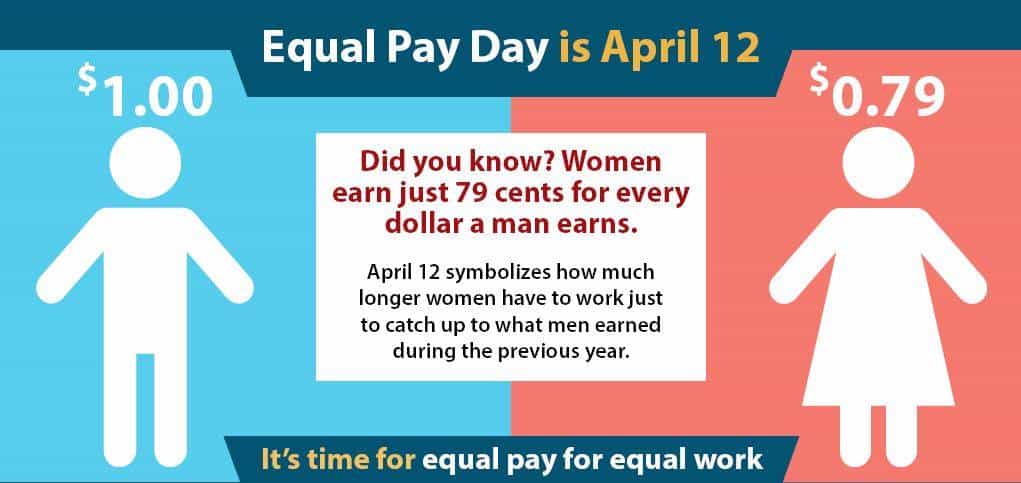 Equal Pay Day is April 12
$1.00
$0.79
Did you know? Women
earn just 79 cents for every
dollar a man earns.
April 12 symbolizes how much
longer women have to work just
to catch up to what men earned
during the previous year.
It's time for equal pay for equal work